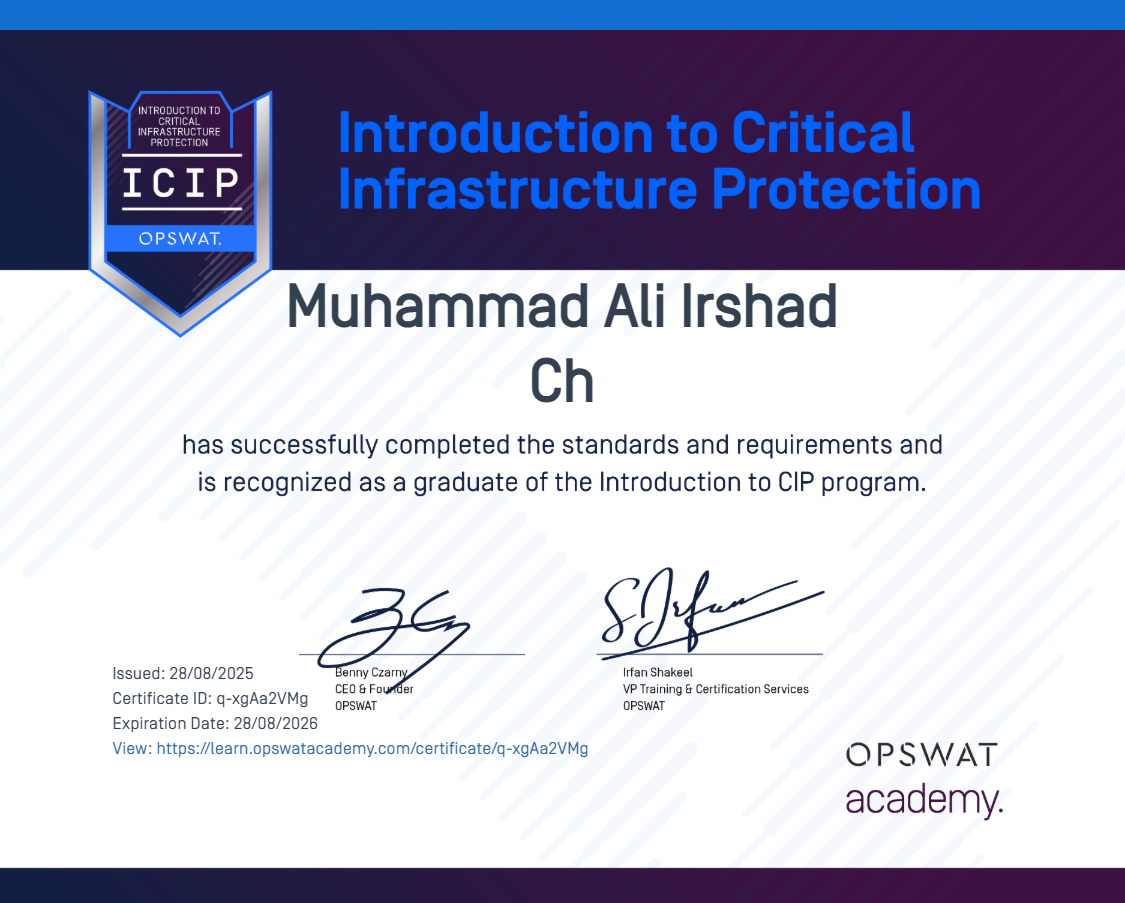 INTRODUCTION TO
CRITICAL
INFRASTRUCTURE
PROTECTION
ICIP
OPSWAT.
Introduction to Critical
Infrastructure Protection
Muhammad Ali Irshad
Ch
has successfully completed the standards and requirements and
is recognized as a graduate of the Introduction to CIP program.
Benny Czarny
CEO & Founder
OPSWAT
Irfan Shakeel
VP Training & Certification Services
OPSWAT
Issued: 28/08/2025
Certificate ID: q-xgAa2VMg
Expiration Date: 28/08/2026
View: https://learn.opswatacademy.com/certificate/q-xgAa2VMg
OPSWAT
academy.